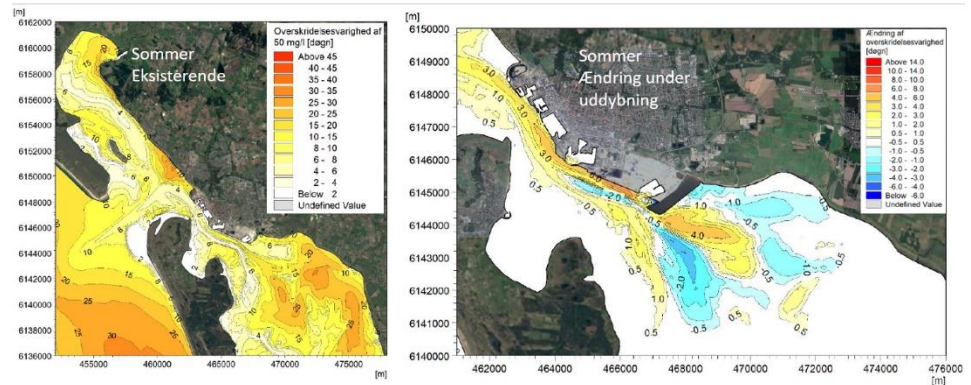 [m]
6162000
6160000
6158000
6156000
6154000
6152000
6150000
6148000
6146000
6144000
6142000
6140000
6138000
6136000
455000
460000
465000
470000
475000
[m]
Sommer
Eksisterende
Overskridelsesvarighed af
50 mg/l [døgn]
Above 45
40 - 45
35 - 40
30 - 35
25 - 30
20 - 25
15 - 20
10 - 15
8 - 10
6 - 8
4 - 6
2 - 4
Below 2
Undefined Value
[m]
6150000
6149000
6148000
6147000
6146000
6145000
6144000
6143000
6142000
6141000
6140000
462000
464000
466000
468000
470000
472000
474000
476000
[m]
Sommer
Ændring under
uddybning
Ændring af
overskridelsesvarighed
[døgn]
Above 14.0
10.0 - 14.0
8.0 - 10.0
6.0 - 8.0
4.0 - 6.0
3.0 - 4.0
2.0 - 3.0
1.0 - 2.0
0.5 - 1.0
-0.5 - 0.5
-1.0 - -0.5
-2.0 - -1.0
-3.0 - -2.0
-4.0 - -3.0
-6.0 - -4.0
Below -6.0
Undefined Value